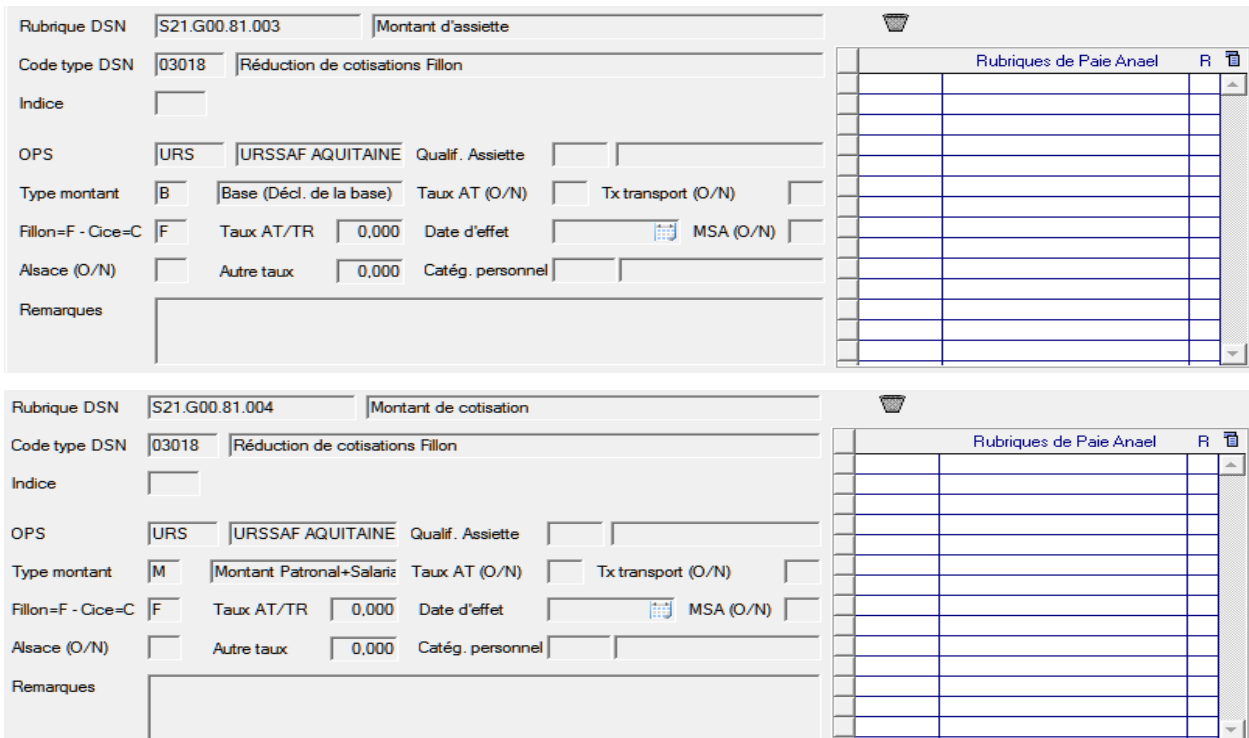 Rubrique DSN S21.G00.81.003 Montant d'assiette
Rubriques de Paie Anael R
Code type DSN 03018 Réduction de cotisations Fillon
Indice
OPS URS URSSAF AQUITAINE Qualif. Assiette
Type montant B Base (Décl. de la base) Taux AT (O/N) Tx transport (O/N)
Fillon=F - Cice=C F Taux AT/TR 0,000 Date d'effet MSA (O/N)
Alsace (O/N) Autre taux 0,000 Catég. personnel
Remarques
Rubrique DSN S21.G00.81.004 Montant de cotisation
Rubriques de Paie Anael R
Code type DSN 03018 Réduction de cotisations Fillon
Indice
OPS URS URSSAF AQUITAINE Qualif. Assiette
Type montant M Montant Patronal+Salaria Taux AT (O/N) Tx transport (O/N)
Fillon=F - Cice=C F Taux AT/TR 0,000 Date d'effet MSA (O/N)
Alsace (O/N) Autre taux 0,000 Catég. personnel
Remarques